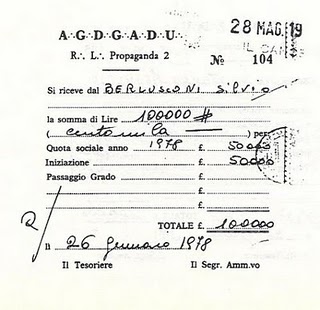 A∴G∴D∴G∴A∴D∴U∴
28 MAG. 19
R∴ L∴ Propaganda 2
№ 104
Si riceve dal BERLUSCONI Silvio
la somma di Lire 100000 #
( centomila ) per
Quota sociale anno 1978 £. 50000
Iniziazione £. 50000
Passaggio Grado £.
£.
£.
TOTALE £. 100000
Il 26 Gennaio 1978
Il Tesoriere Il Segr. Amm.vo